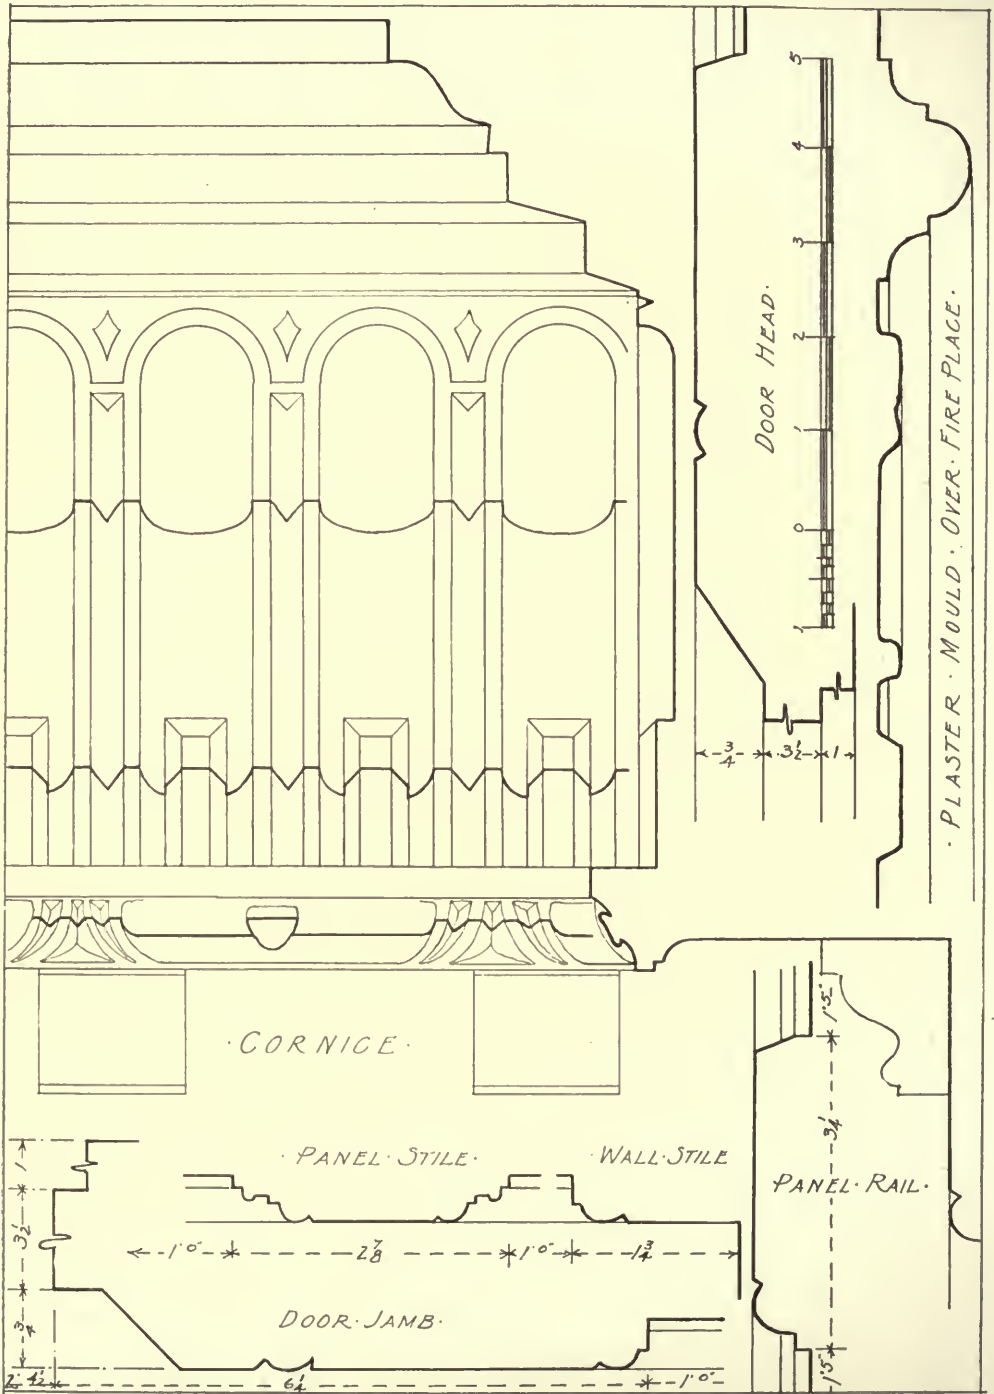 5
4
3
2
1
0
1
DOOR HEAD.
· PLASTER · MOULD · OVER · FIRE PLACE ·
3/4 3 1/2 1
· CORNICE ·
1'5"
3 1/4
1'5"
PANEL · RAIL ·
· PANEL · STILE · WALL · STILE
1
3 1/2
3/4
1'0" 2 7/8 1'0" 1 3/4
DOOR · JAMB ·
4 1/2 6 1/4 1'0"